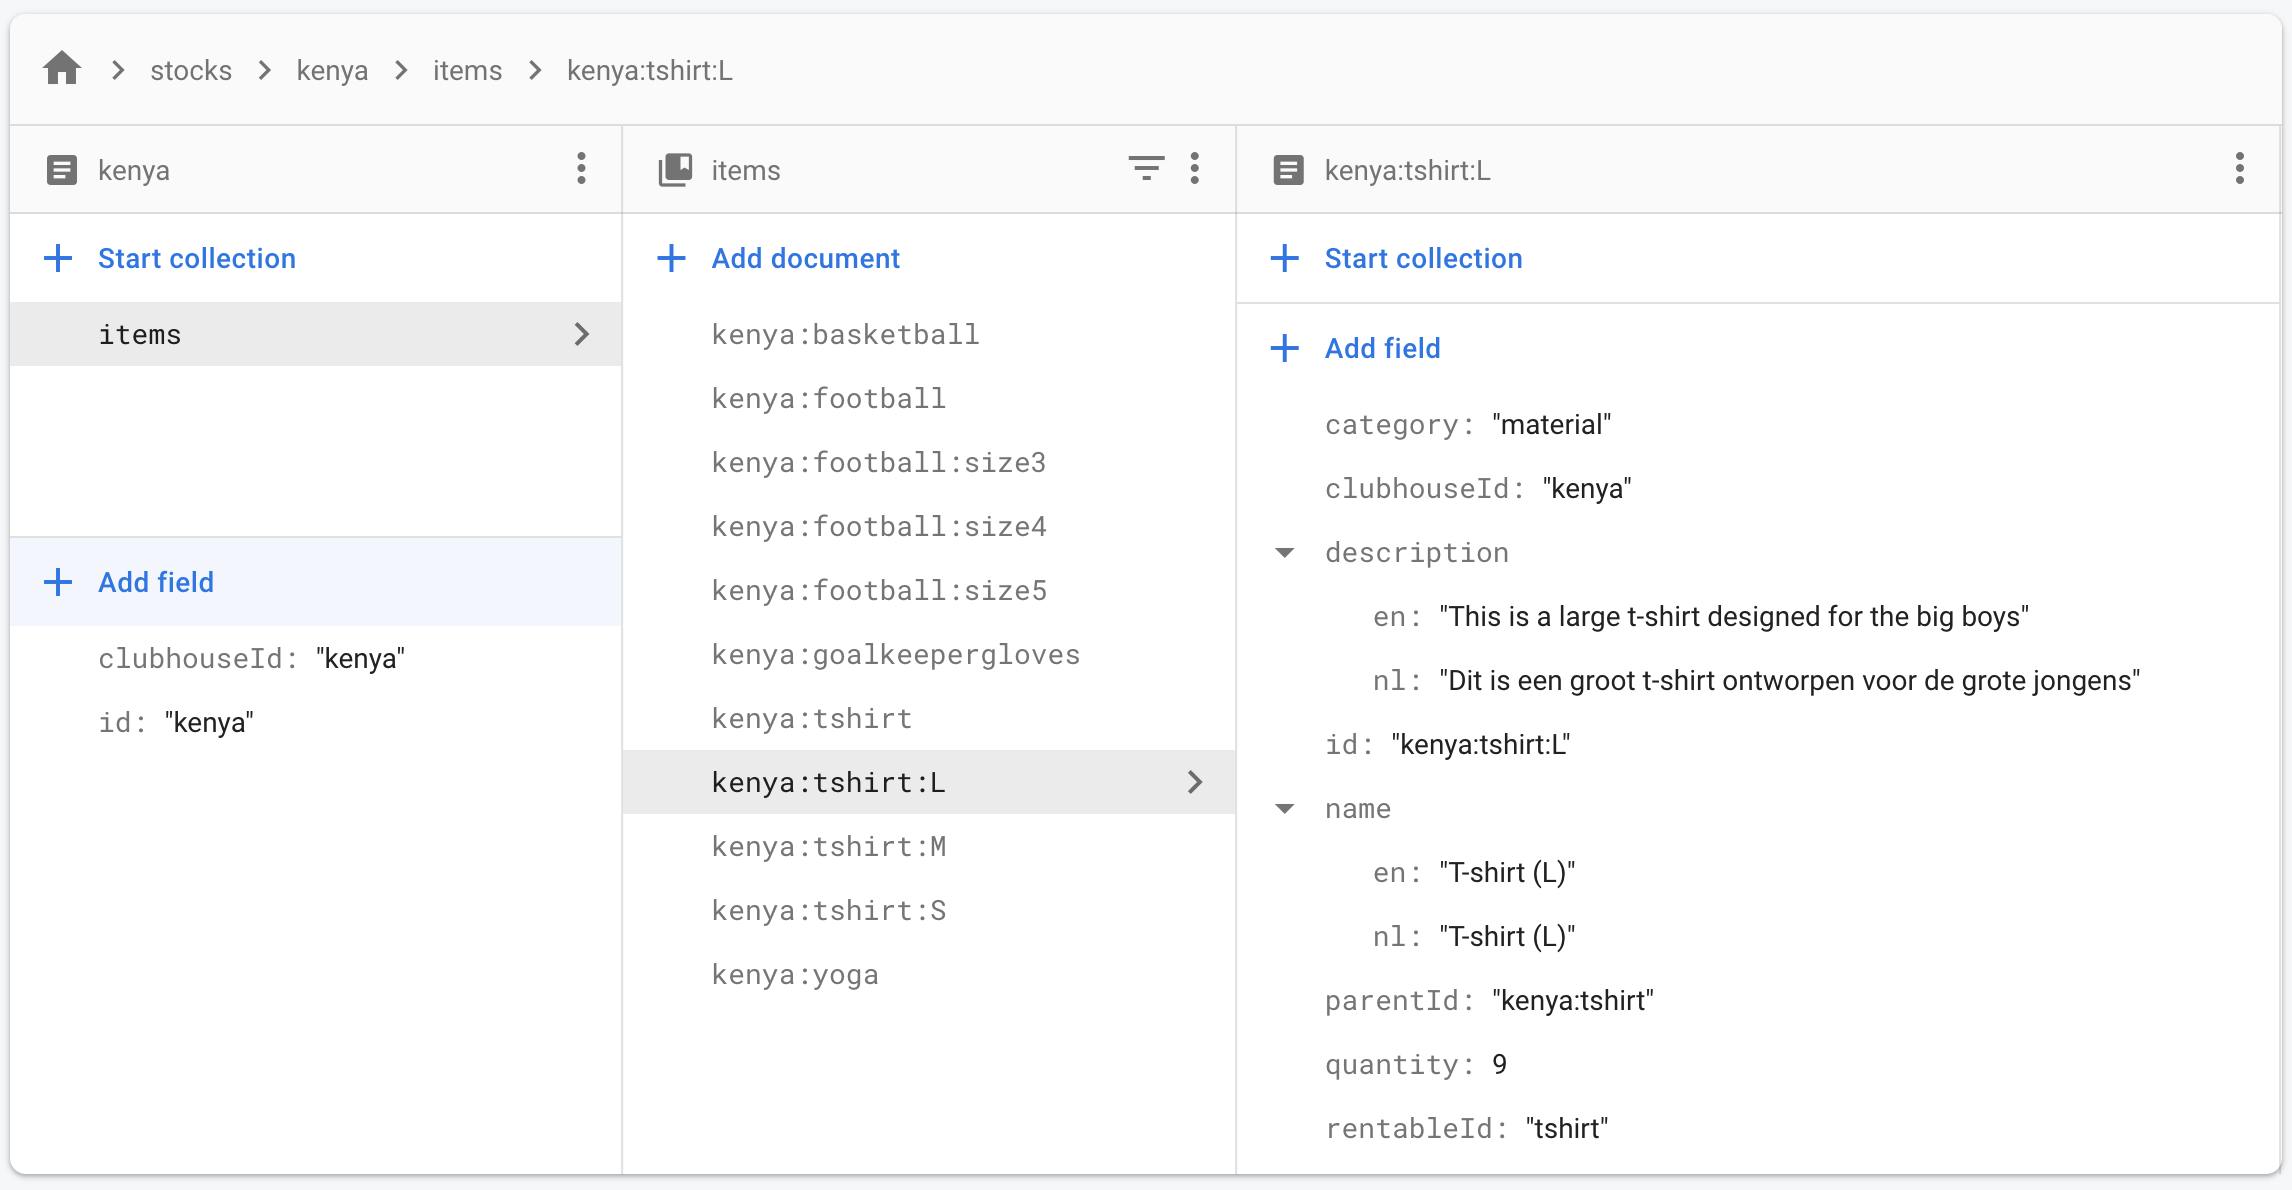 stocks > kenya > items > kenya:tshirt:L
kenya
Start collection
items
Add field
clubhouseId: "kenya"
id: "kenya"
items
Add document
kenya:basketball
kenya:football
kenya:football:size3
kenya:football:size4
kenya:football:size5
kenya:goalkeepergloves
kenya:tshirt
kenya:tshirt:L
kenya:tshirt:M
kenya:tshirt:S
kenya:yoga
kenya:tshirt:L
Start collection
Add field
category: "material"
clubhouseId: "kenya"
description
en: "This is a large t-shirt designed for the big boys"
nl: "Dit is een groot t-shirt ontworpen voor de grote jongens"
id: "kenya:tshirt:L"
name
en: "T-shirt (L)"
nl: "T-shirt (L)"
parentId: "kenya:tshirt"
quantity: 9
rentableId: "tshirt"